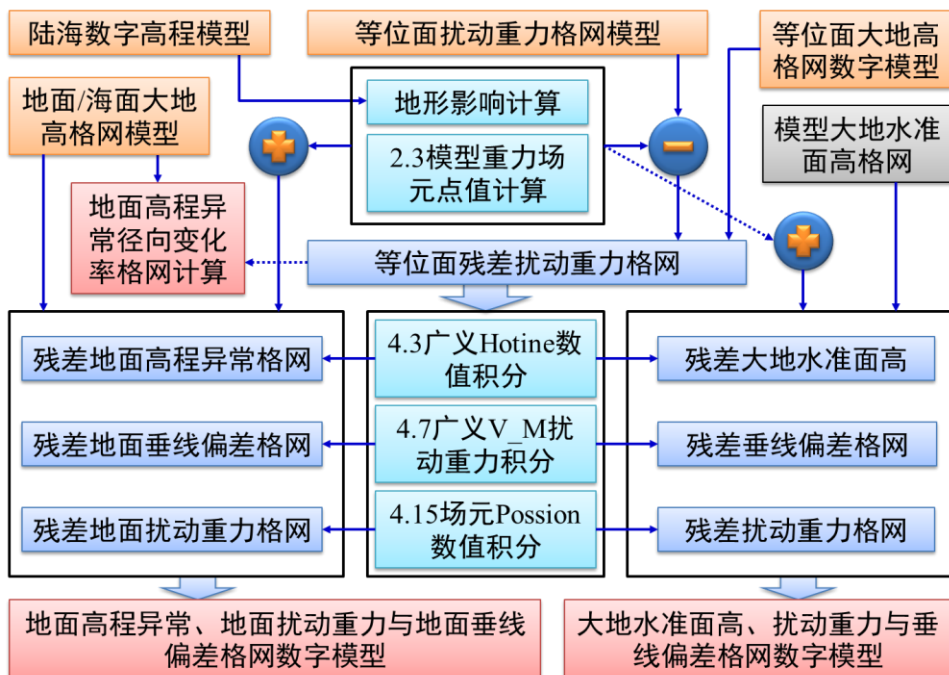 陆海数字高程模型
等位面扰动重力格网模型
等位面大地高
格网数字模型
地面/海面大地
高格网模型
地形影响计算
2.3模型重力场
元点值计算
模型大地水准
面高格网
地面高程异
常径向变化
率格网计算
等位面残差扰动重力格网
残差地面高程异常格网
4.3广义Hotine数
值积分
残差大地水准面高
残差地面垂线偏差格网
4.7广义V_M扰
动重力积分
残差垂线偏差格网
残差地面扰动重力格网
4.15场元Possion
数值积分
残差扰动重力格网
地面高程异常、地面扰动重力与地面垂线
偏差格网数字模型
大地水准面高、扰动重力与垂
线偏差格网数字模型